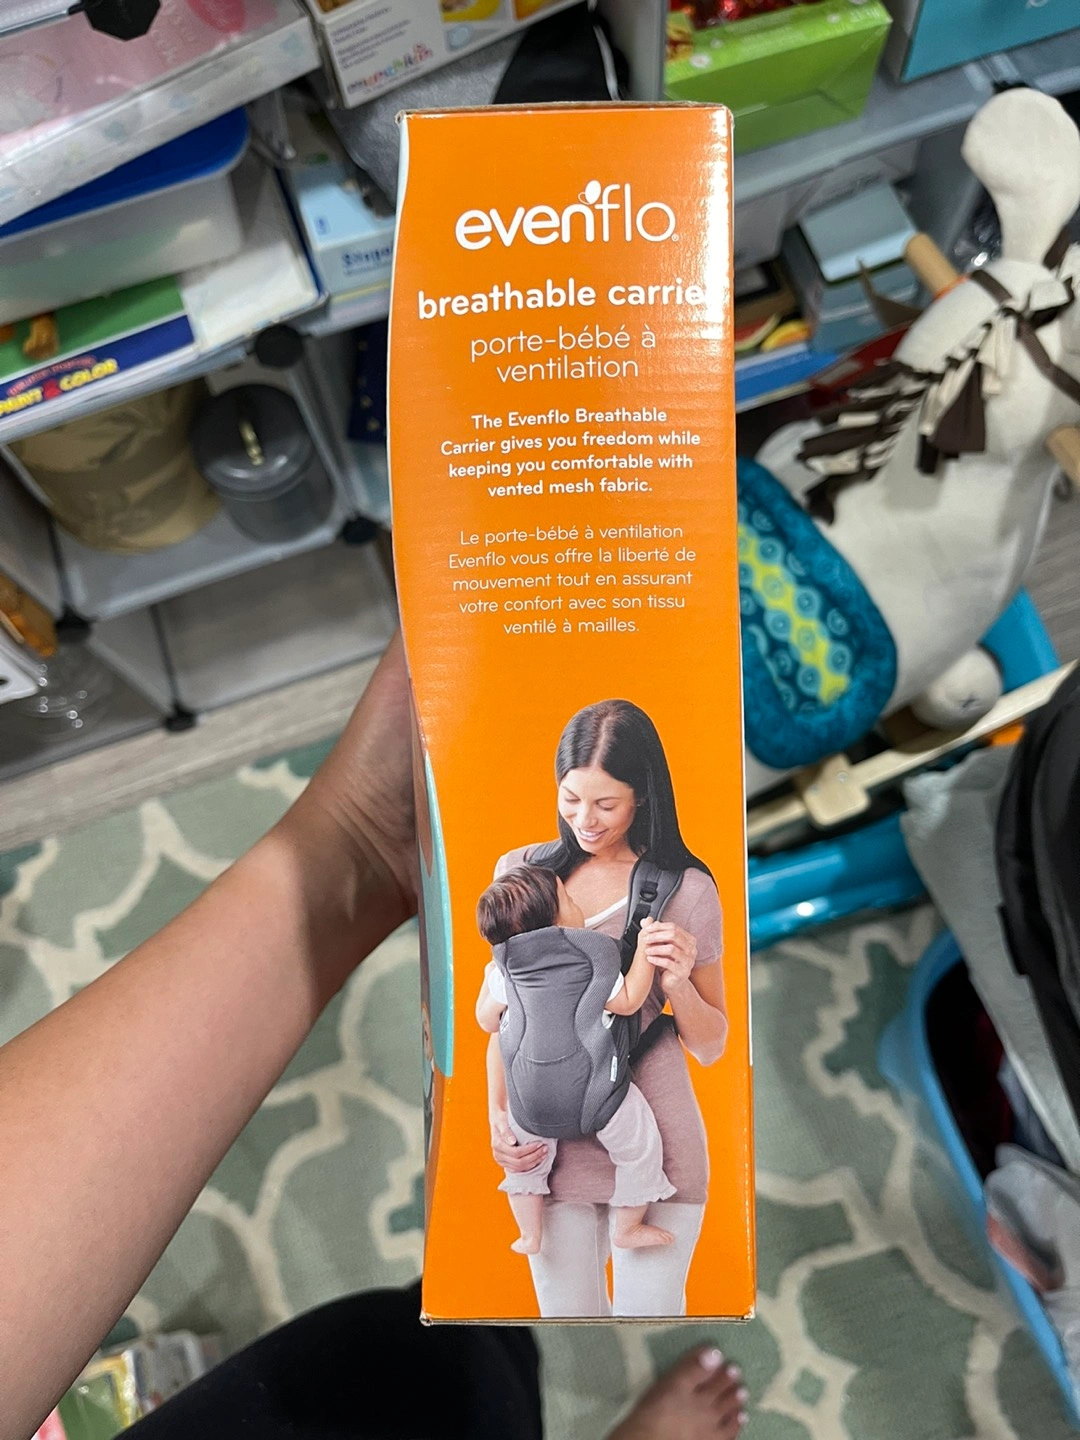 evenflo®
breathable carrie
porte-bébé à
ventilation
The Evenflo Breathable
Carrier gives you freedom while
keeping you comfortable with
vented mesh fabric.
Le porte-bébé à ventilation
Evenflo vous offre la liberté de
mouvement tout en assurant
votre confort avec son tissu
ventilé à mailles.
& COLOR